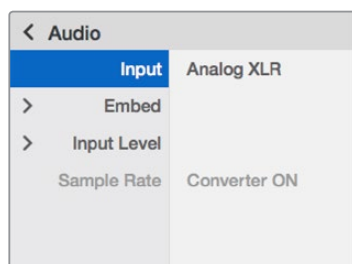 Audio
Input Analog XLR
Embed
Input Level
Sample Rate Converter ON